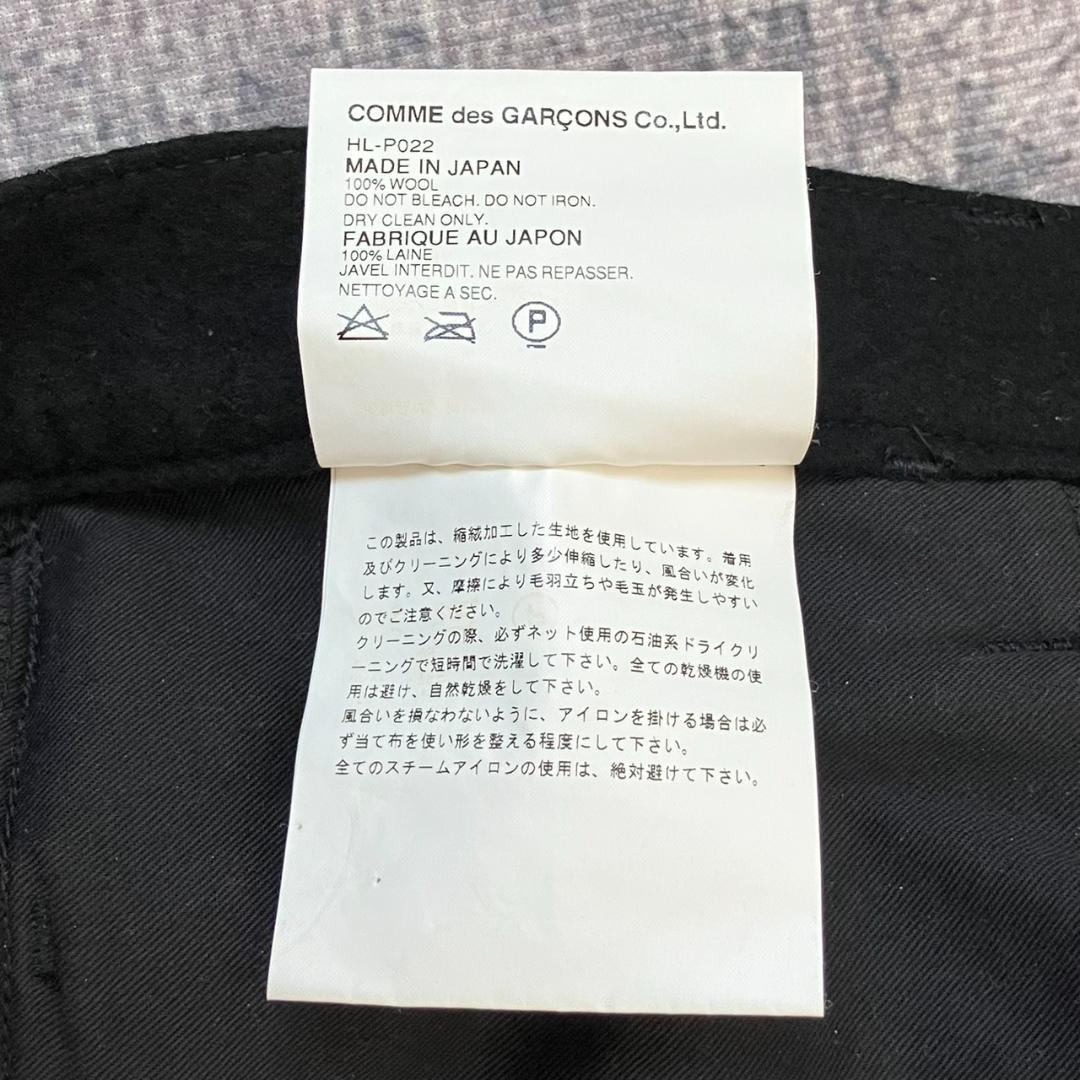 COMME des GARÇONS Co.,Ltd.
HL-P022
MADE IN JAPAN
100% WOOL
DO NOT BLEACH. DO NOT IRON.
DRY CLEAN ONLY.
FABRIQUE AU JAPON
100% LAINE
JAVEL INTERDIT. NE PAS REPASSER.
NETTOYAGE A SEC.
P
この製品は、縮絨加工した生地を使用しています。着用
及びクリーニングにより多少伸縮したり、風合いが変化
します。又、摩擦により毛羽立ちや毛玉が発生しやすい
のでご注意ください。
クリーニングの際、必ずネット使用の石油系ドライクリ
ーニングで短時間で洗濯して下さい。全ての乾燥機の使
用は避け、自然乾燥をして下さい。
風合いを損なわないように、アイロンを掛ける場合は必
ず当て布を使い形を整える程度にして下さい。
全てのスチームアイロンの使用は、絶対避けて下さい。